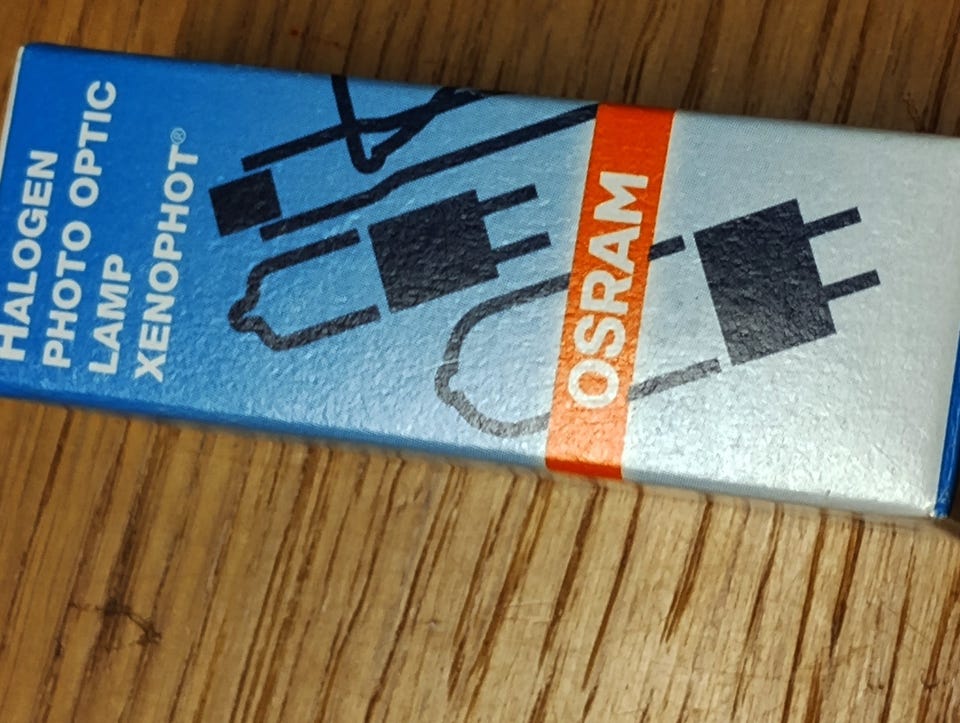 HALOGEN
PHOTO OPTIC
LAMP
XENOPHOT®
OSRAM